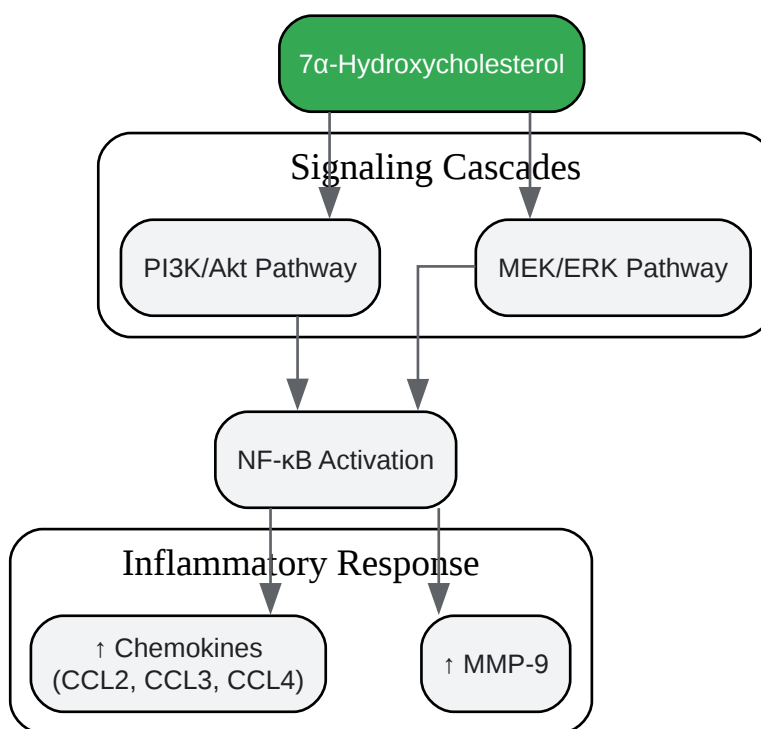 7α-Hydroxycholesterol
Signaling Cascades
PI3K/Akt Pathway
MEK/ERK Pathway
NF-κB Activation
Inflammatory Response
↑ Chemokines
(CCL2, CCL3, CCL4)
↑ MMP-9